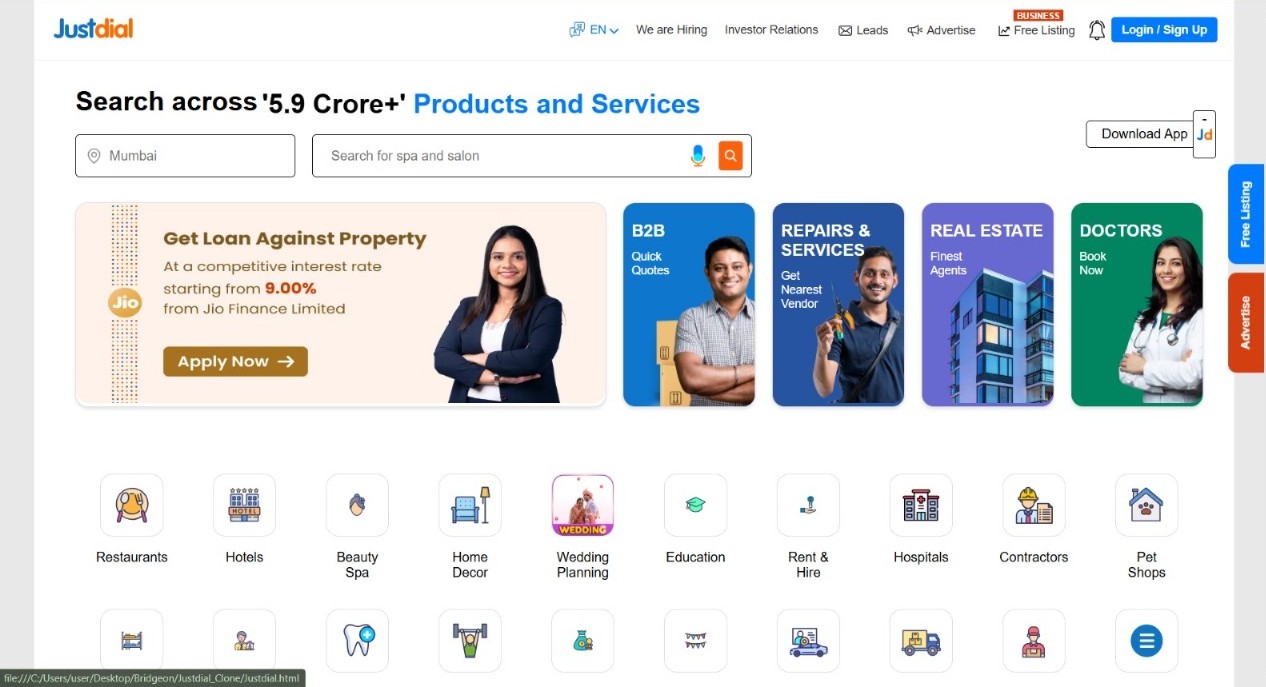 Justdial
EN
We are Hiring
Investor Relations
Leads
Advertise
BUSINESS
Free Listing
Login / Sign Up
Search across '5.9 Crore+' Products and Services
Mumbai
Search for spa and salon
Download App
Jd
Free Listing
Advertise
Jio
Get Loan Against Property
At a competitive interest rate
starting from 9.00%
from Jio Finance Limited
Apply Now →
B2B
Quick
Quotes
REPAIRS &
SERVICES
Get
Nearest
Vendor
REAL ESTATE
Finest
Agents
DOCTORS
Book
Now
HOTEL
WEDDING
Restaurants
Hotels
Beauty
Spa
Home
Decor
Wedding
Planning
Education
Rent &
Hire
Hospitals
Contractors
Pet
Shops
file:///C:/Users/user/Desktop/Bridgeon/Justdial_Clone/Justdial.html